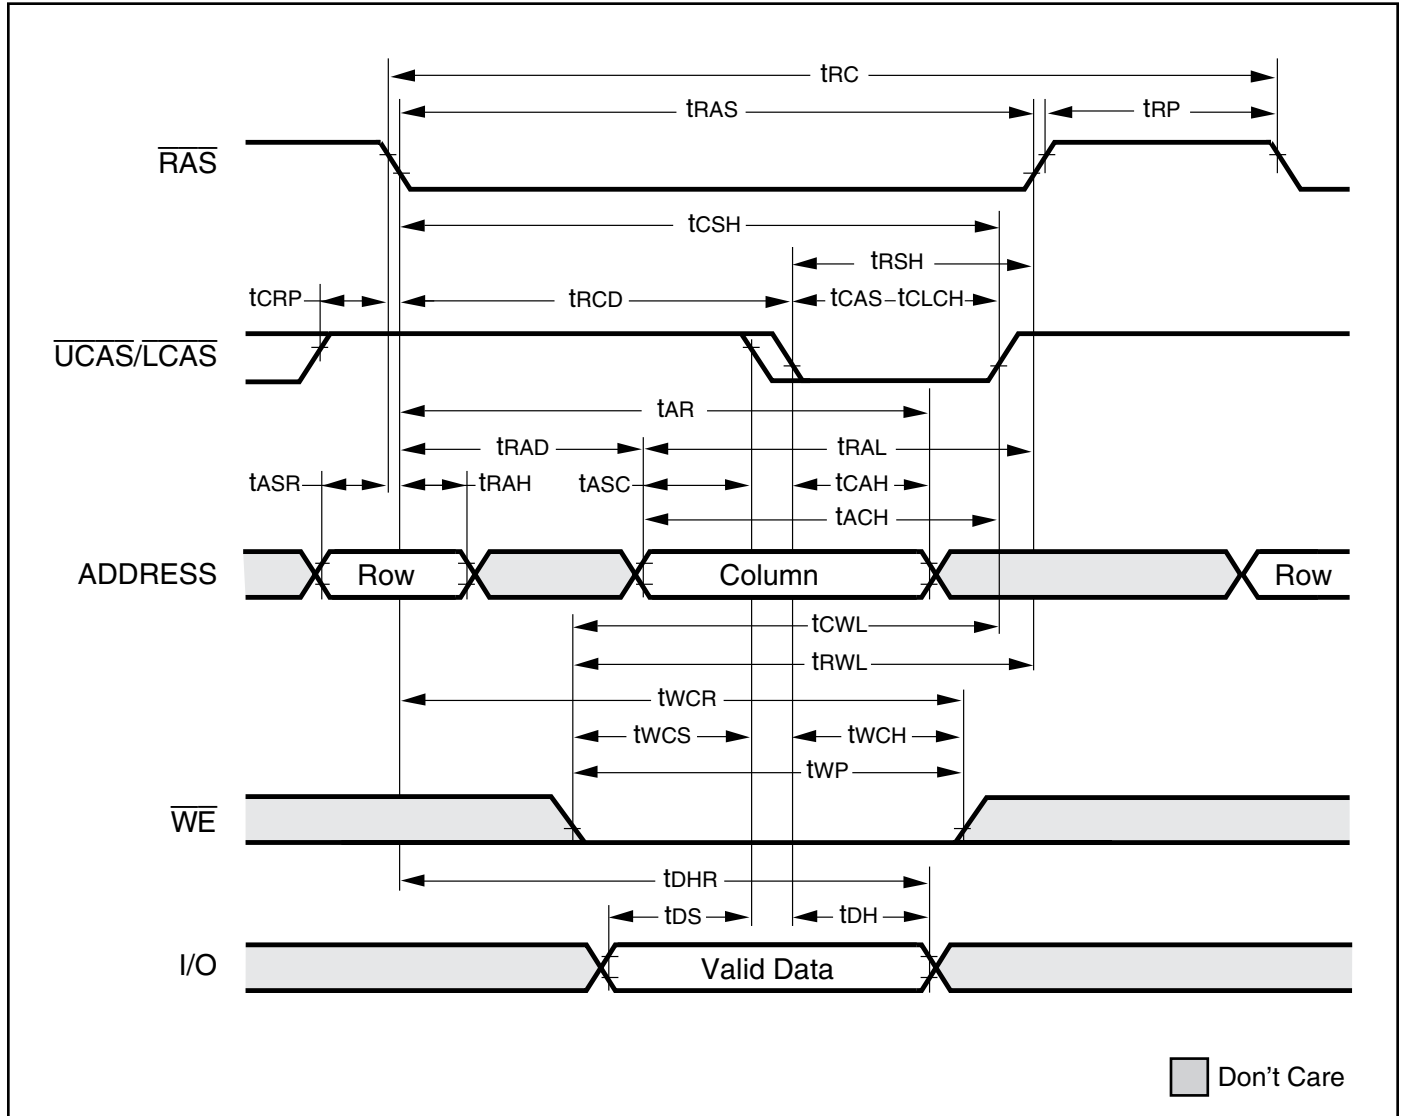 tRC
tRAS
tRP
RAS
tCSH
tRSH
tCRP
tRCD
tCAS
tCLCH
UCAS/LCAS
tAR
tRAD
tRAL
tASR
tRAH
tASC
tCAH
tACH
ADDRESS
Row
Column
Row
tCWL
tRWL
tWCR
tWCS
tWCH
tWP
WE
tDHR
tDS
tDH
I/O
Valid Data
Don't Care